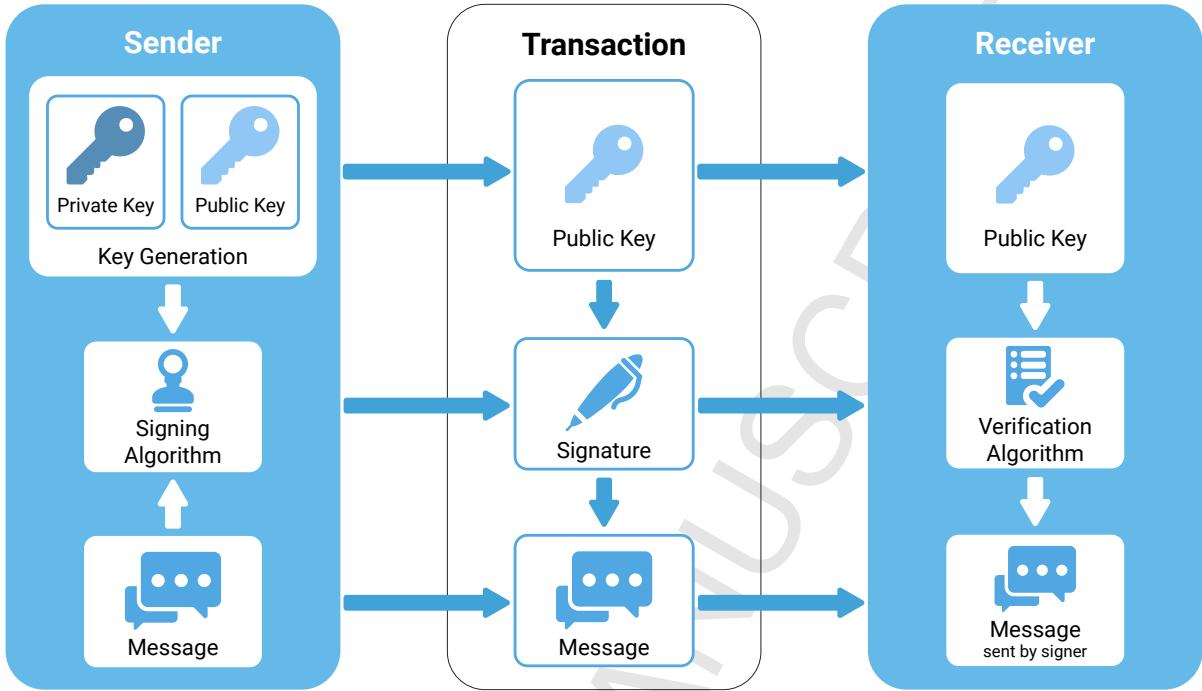 Sender
Private Key
Public Key
Key Generation
Signing
Algorithm
Message
Transaction
Public Key
Signature
Message
Receiver
Public Key
Verification
Algorithm
Message
sent by signer